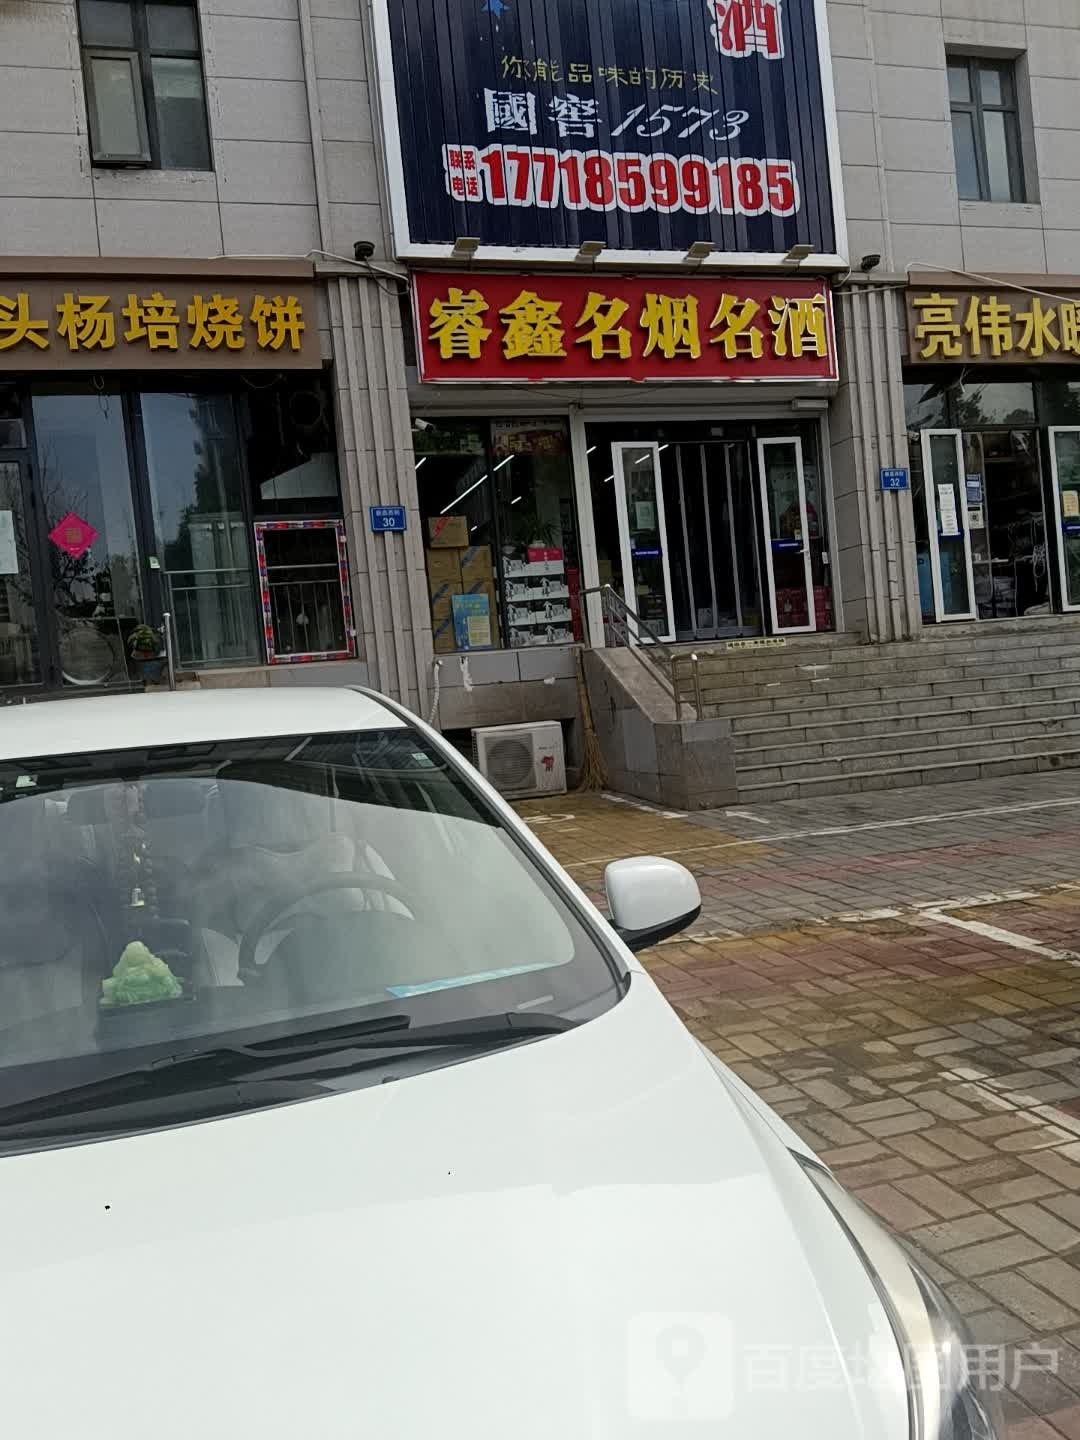 酒
你能品味的历史
國窖1573
联系电话 17718599185
头杨培烧饼
睿鑫名烟名酒
亮伟水暖
30
32
百度地图用户